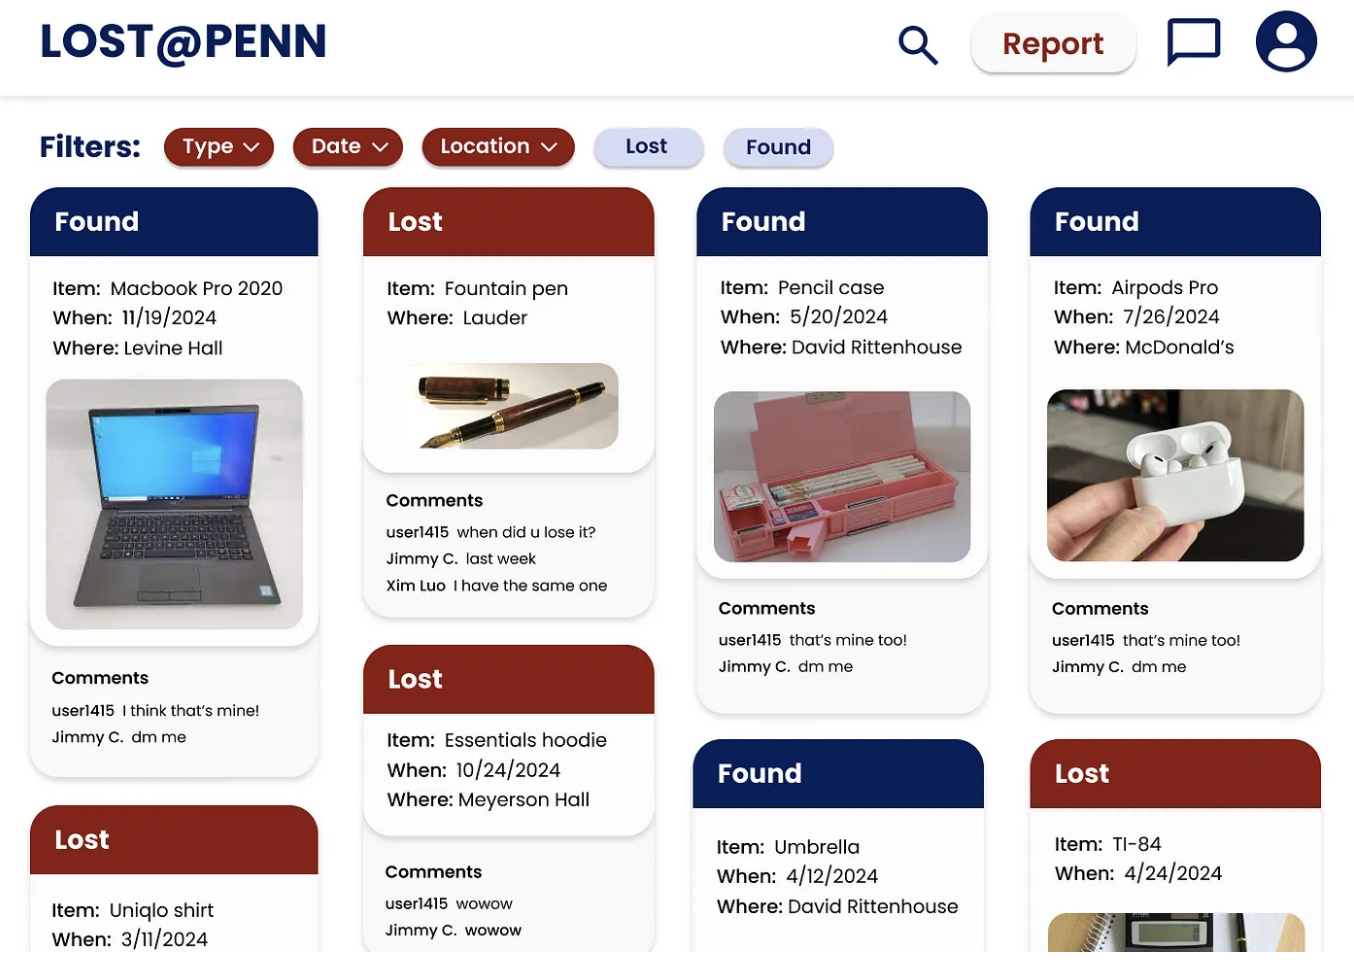 LOST@PENN
Report
Filters:
Type
Date
Location
Lost
Found
Found
Item: Macbook Pro 2020
When: 11/19/2024
Where: Levine Hall
Comments
user1415 I think that's mine!
Jimmy C. dm me
Lost
Item: Uniqlo shirt
When: 3/11/2024
Lost
Item: Fountain pen
Where: Lauder
Comments
user1415 when did u lose it?
Jimmy C. last week
Xim Luo I have the same one
Lost
Item: Essentials hoodie
When: 10/24/2024
Where: Meyerson Hall
Comments
user1415 wowow
Jimmy C. wowow
Found
Item: Pencil case
When: 5/20/2024
Where: David Rittenhouse
Comments
user1415 that's mine too!
Jimmy C. dm me
Found
Item: Umbrella
When: 4/12/2024
Where: David Rittenhouse
Found
Item: Airpods Pro
When: 7/26/2024
Where: McDonald's
Comments
user1415 that's mine too!
Jimmy C. dm me
Lost
Item: TI-84
When: 4/24/2024